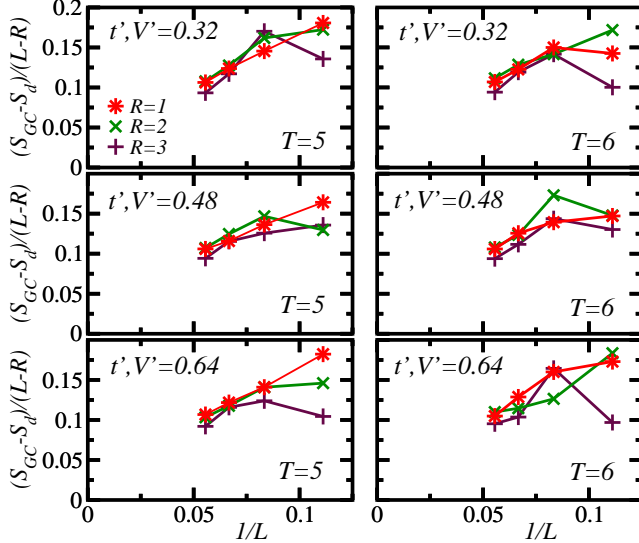 0.2
0.15
0.1
0.05
0
(S_GC-S_d)/(L-R)
t',V'=0.32
R=1
R=2
R=3
T=5
t',V'=0.32
T=6
0.15
0.1
0.05
0
(S_GC-S_d)/(L-R)
t',V'=0.48
T=5
t',V'=0.48
T=6
0.15
0.1
0.05
0
(S_GC-S_d)/(L-R)
t',V'=0.64
T=5
t',V'=0.64
T=6
0 0.05 0.1 0 0.05 0.1
1/L 1/L